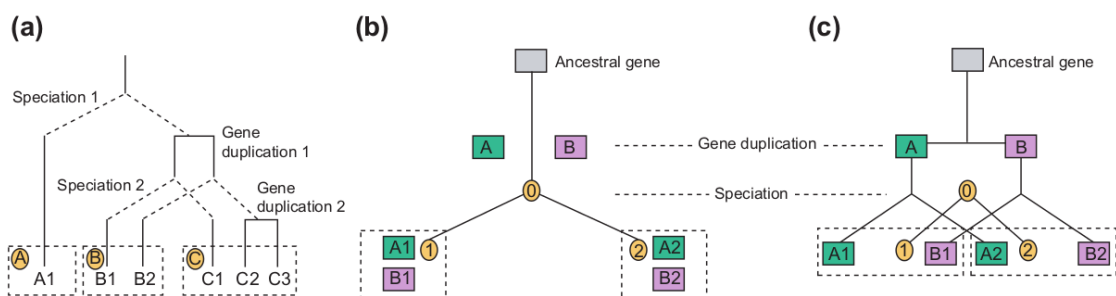 (a)
Speciation 1
Gene
duplication 1
Speciation 2
Gene
duplication 2
A
B
C
A1
B1
B2
C1
C2
C3
(b)
Ancestral gene
A
B
Gene duplication
0
Speciation
A1
1
2
A2
B1
B2
(c)
Ancestral gene
A
B
0
A1
1
B1
A2
2
B2